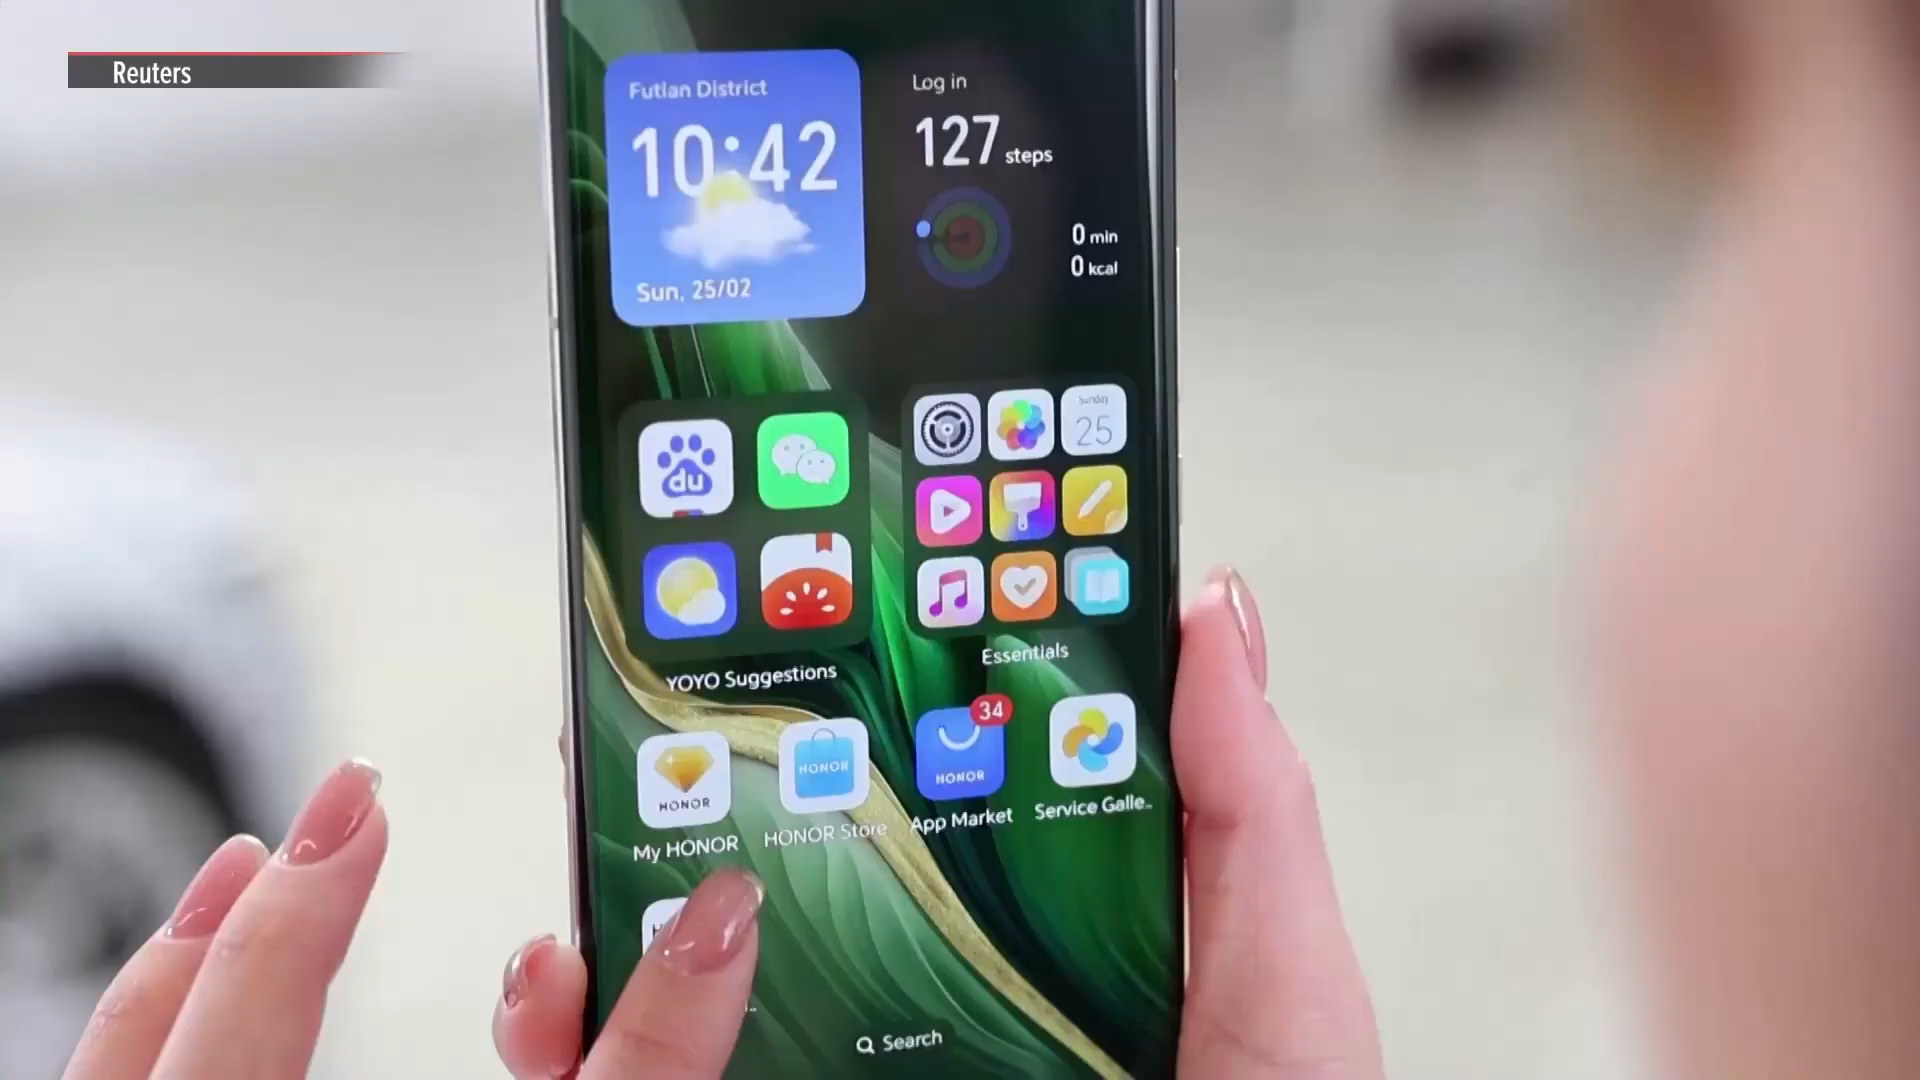 Reuters
Futian District
10:42
Sun, 25/02
Log in
127 steps
0 min
0 kcal
du
Sunday
25
YOYO Suggestions
Essentials
HONOR
My HONOR
HONOR
HONOR Store
34
HONOR
App Market
Service Galle...
Search